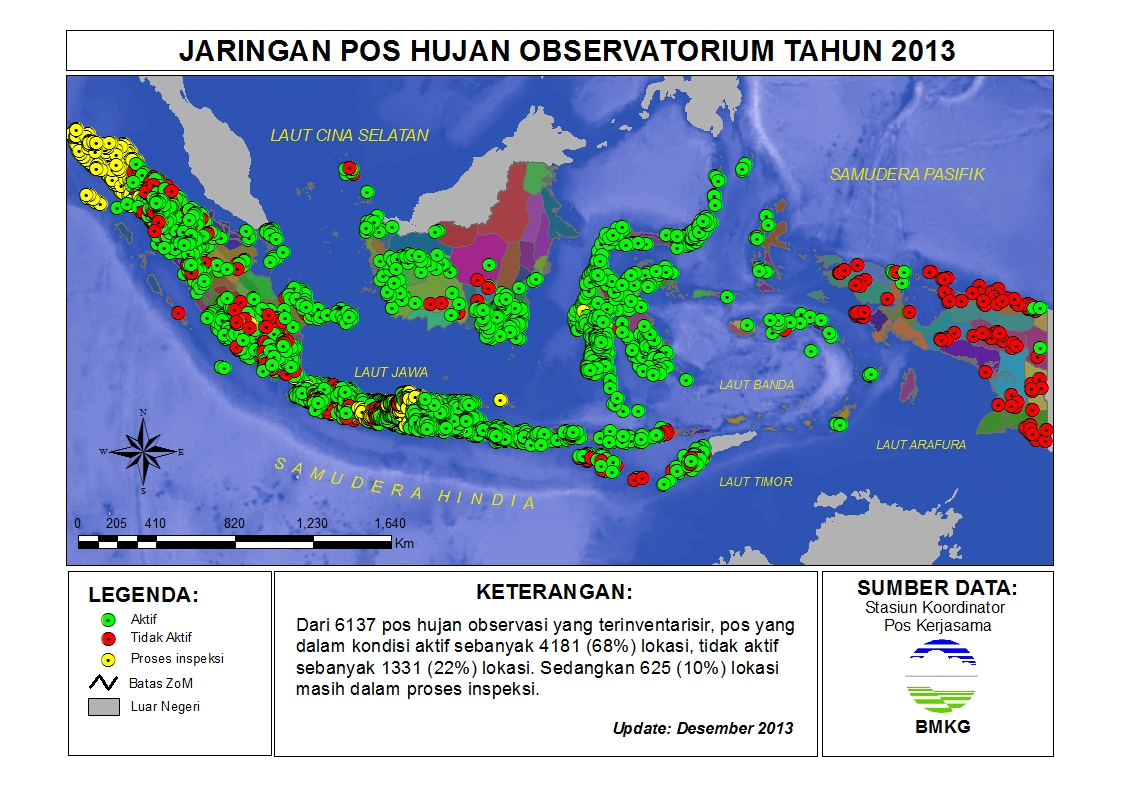 JARINGAN POS HUJAN OBSERVATORIUM TAHUN 2013
LAUT CINA SELATAN
SAMUDERA PASIFIK
LAUT JAWA
LAUT BANDA
LAUT ARAFURA
LAUT TIMOR
SAMUDERA HINDIA
N
W
E
S
0 205 410 820 1,230 1,640
Km
LEGENDA:
Aktif
Tidak Aktif
Proses inspeksi
Batas ZoM
Luar Negeri
KETERANGAN:
Dari 6137 pos hujan observasi yang terinventarisir, pos yang
dalam kondisi aktif sebanyak 4181 (68%) lokasi, tidak aktif
sebanyak 1331 (22%) lokasi. Sedangkan 625 (10%) lokasi
masih dalam proses inspeksi.
Update: Desember 2013
SUMBER DATA:
Stasiun Koordinator
Pos Kerjasama
BMKG